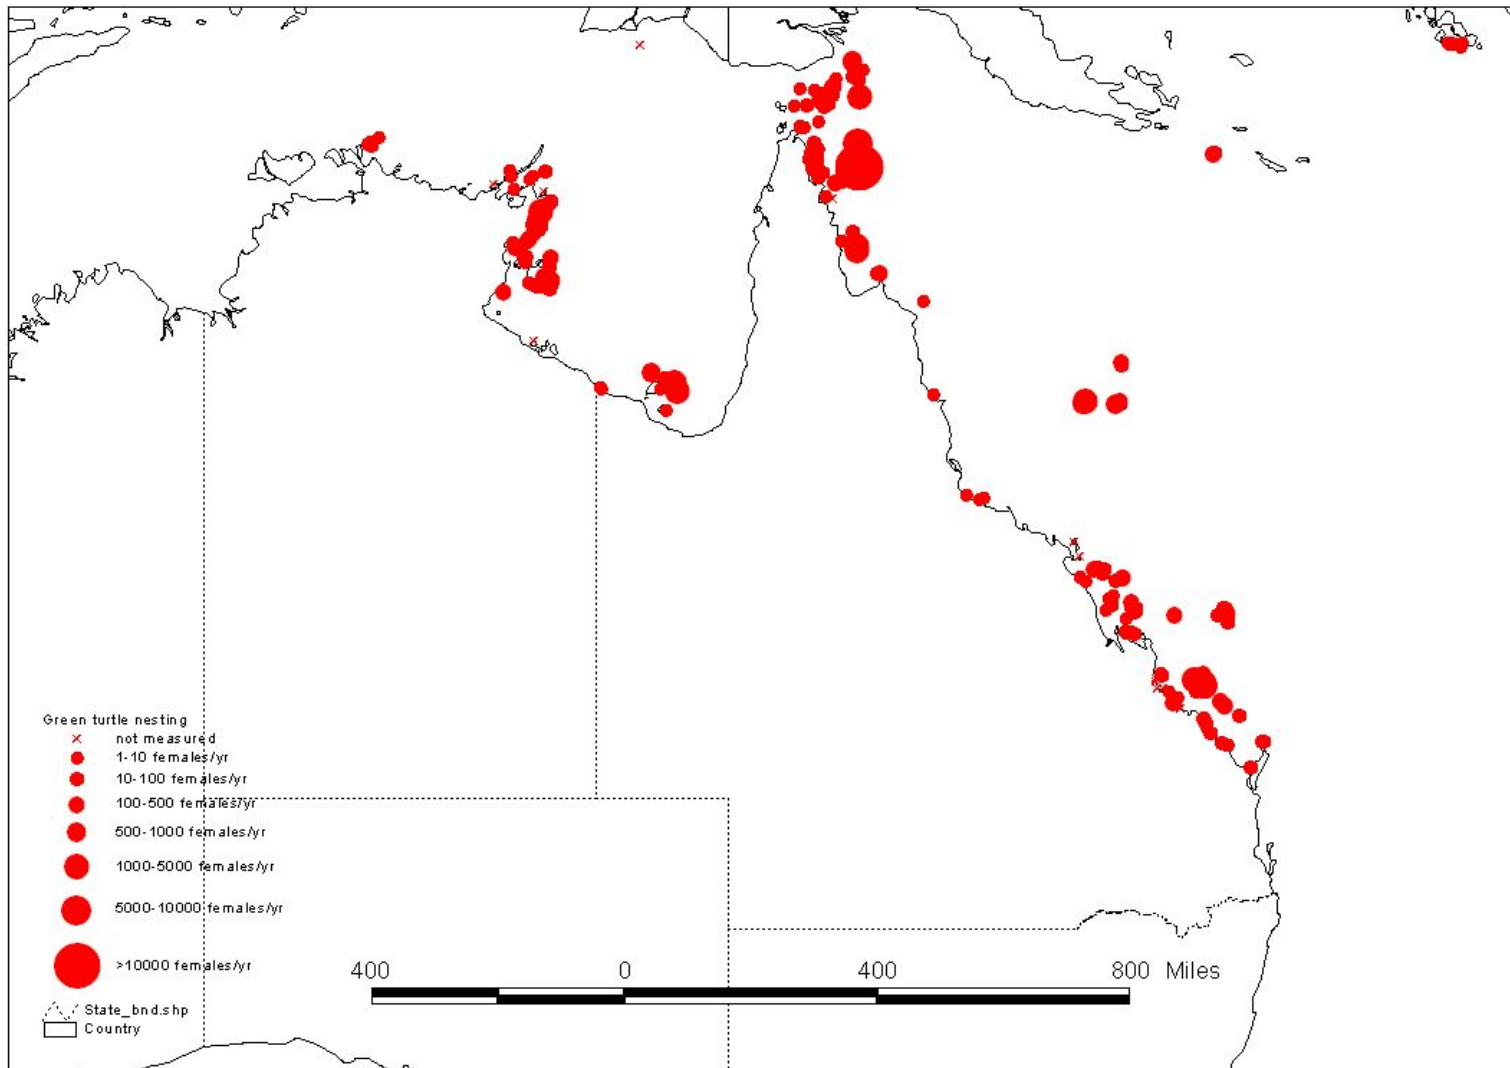 Green turtle nesting
not measured
1-10 females/yr
10-100 females/yr
100-500 females/yr
500-1000 females/yr
1000-5000 females/yr
5000-10000 females/yr
>10000 females/yr
State_bnd.shp
Country
400 0 400 800 Miles